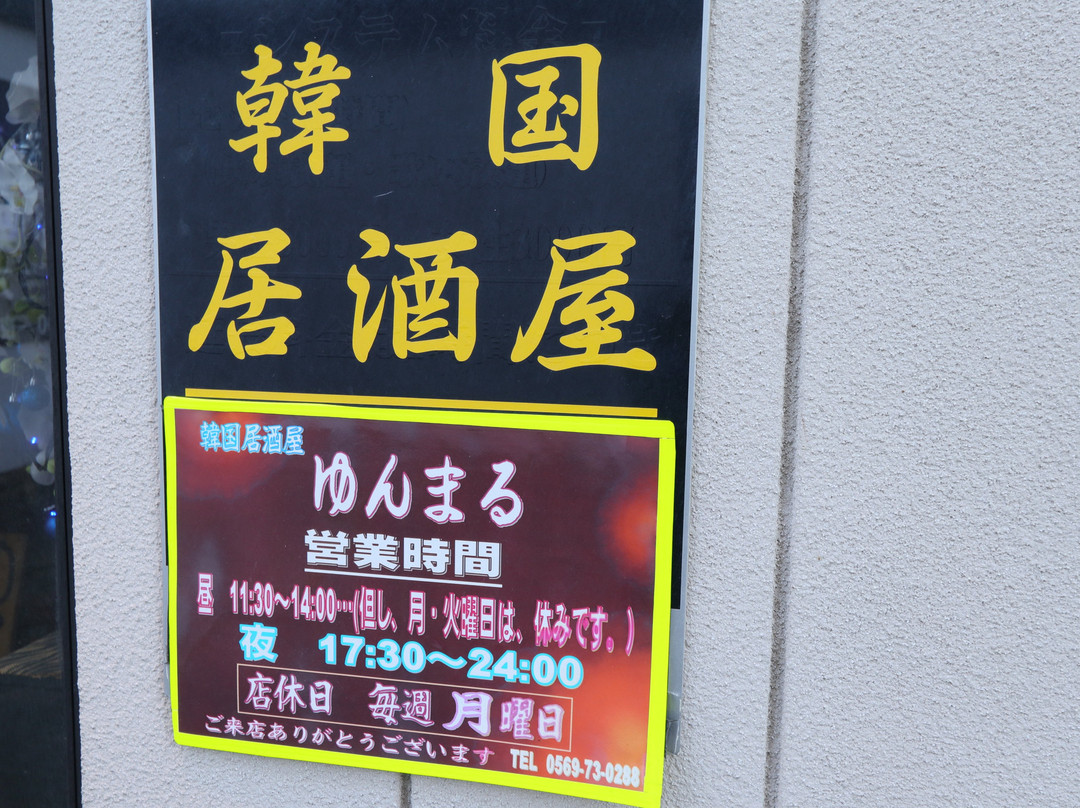 韓国
居酒屋
韓国居酒屋
ゆんまる
営業時間
昼 11:30～14:00…(但し、月・火曜日は、休みです。)
夜 17:30～24:00
店休日 毎週月曜日
ご来店ありがとうございます
TEL 0569-73-0288